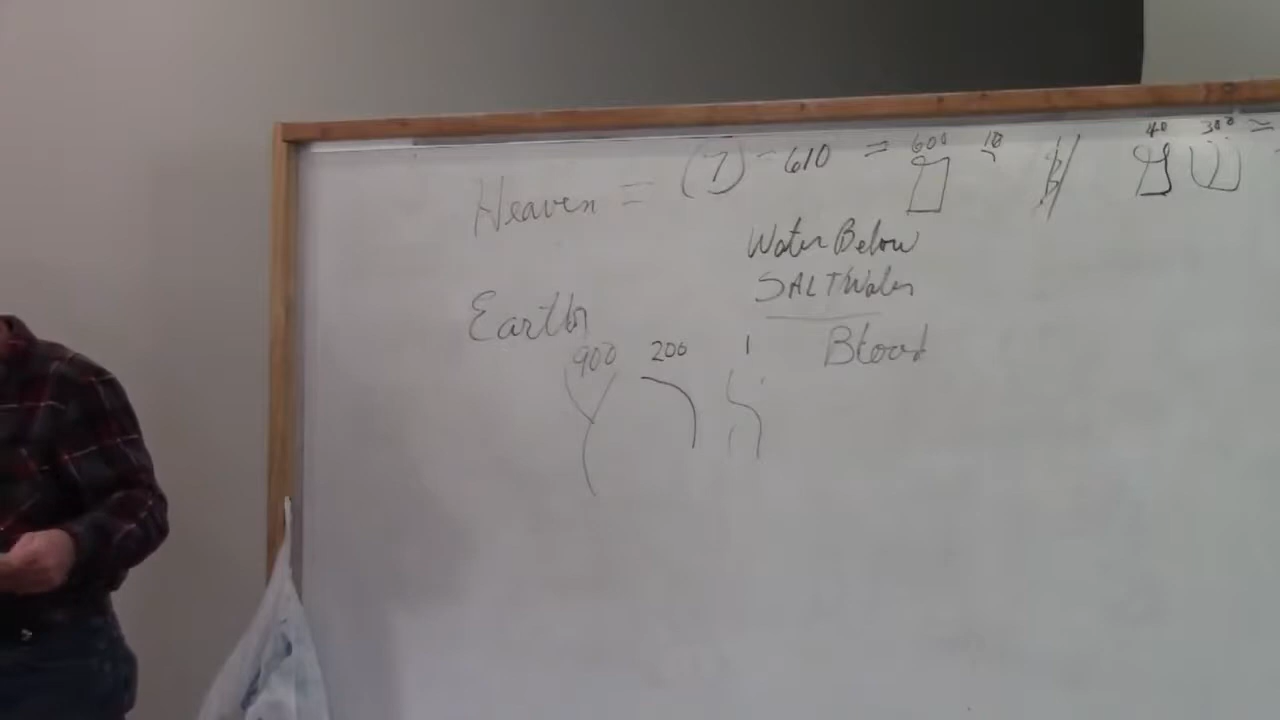 Heaven = (7) - 610 = 600 10 40 300 =
ם י מ ש
Water Below
SALT Water
Earth
Blood
900 200 1
ץ ר א